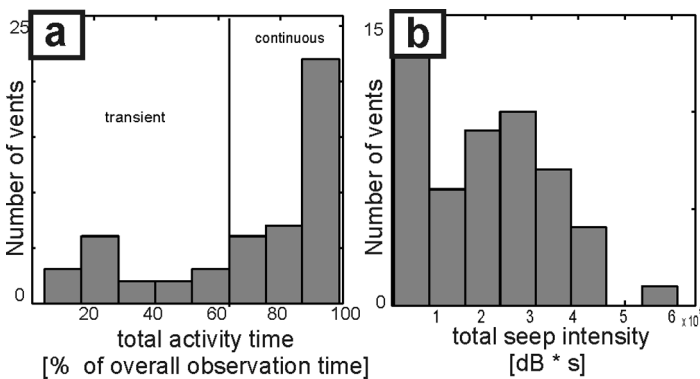 a
Number of vents
25
0
transient
continuous
20 40 60 80 100
total activity time
[% of overall observation time]
b
Number of vents
15
0
1 2 3 4 5 6 x 10
total seep intensity
[dB * s]